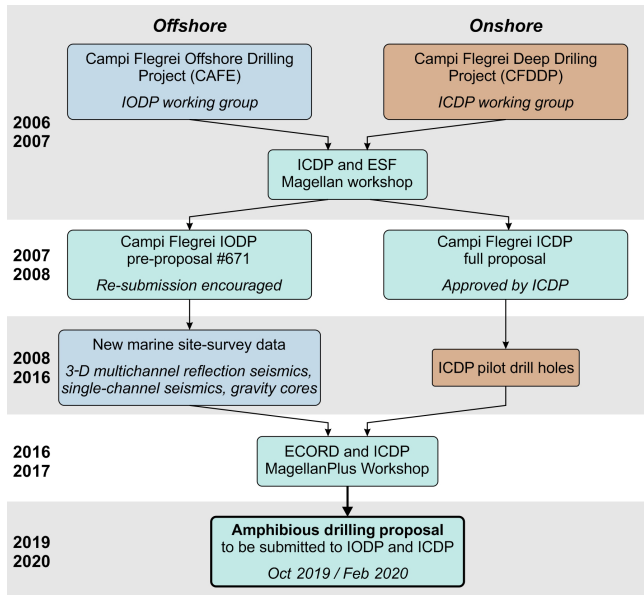 Offshore
Onshore
Campi Flegrei Offshore Drilling
Project (CAFE)
IODP working group
Campi Flegrei Deep Drilling
Project (CFDDP)
ICDP working group
2006
2007
ICDP and ESF
Magellan workshop
2007
2008
Campi Flegrei IODP
pre-proposal #671
Re-submission encouraged
Campi Flegrei ICDP
full proposal
Approved by ICDP
2008
2016
New marine site-survey data
3-D multichannel reflection seismics,
single-channel seismics, gravity cores
ICDP pilot drill holes
2016
2017
ECORD and ICDP
MagellanPlus Workshop
2019
2020
Amphibious drilling proposal
to be submitted to IODP and ICDP
Oct 2019 / Feb 2020